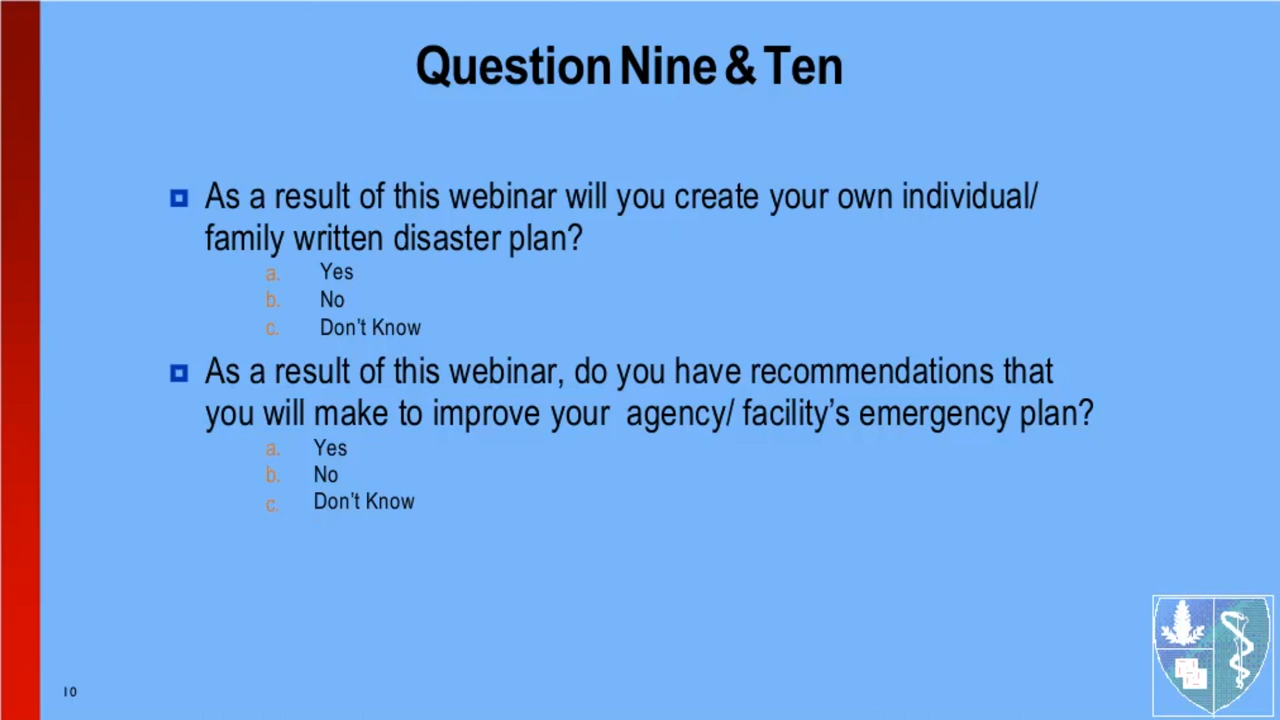 Question Nine & Ten
As a result of this webinar will you create your own individual/
family written disaster plan?
a. Yes
b. No
c. Don't Know
As a result of this webinar, do you have recommendations that
you will make to improve your agency/ facility's emergency plan?
a. Yes
b. No
c. Don't Know
10